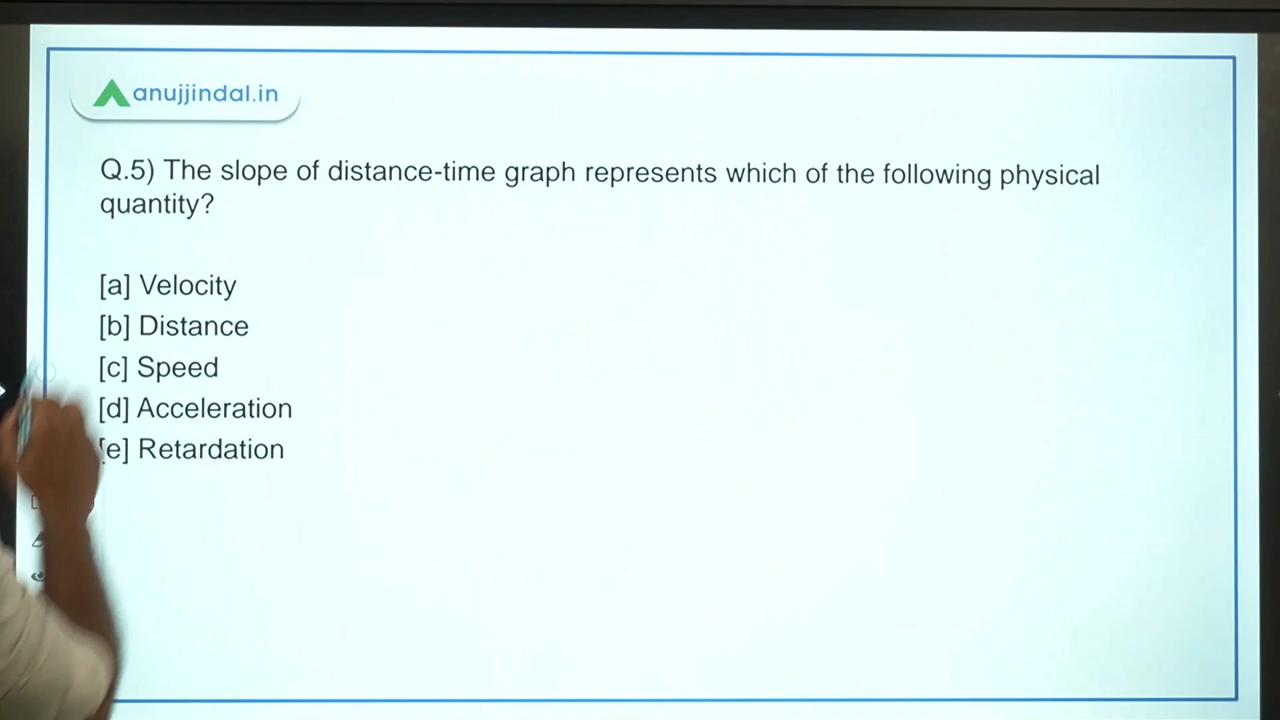 anujjindal.in
Q.5) The slope of distance-time graph represents which of the following physical
quantity?
[a] Velocity
[b] Distance
[c] Speed
[d] Acceleration
[e] Retardation